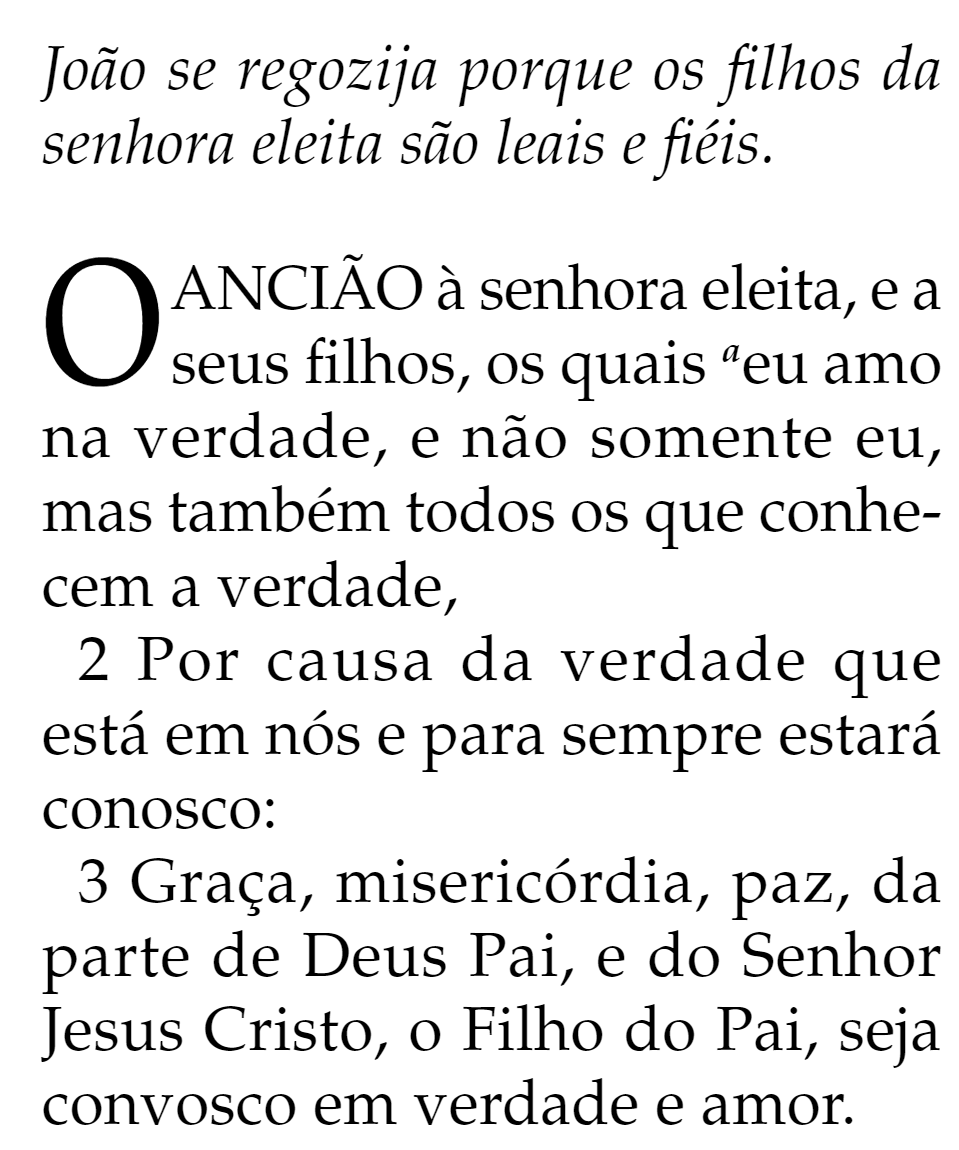 João se regozija porque os filhos da
senhora eleita são leais e fiéis.
O ANCIÃO à senhora eleita, e a
seus filhos, os quais ᵃeu amo
na verdade, e não somente eu,
mas também todos os que conhe-
cem a verdade,
2 Por causa da verdade que
está em nós e para sempre estará
conosco:
3 Graça, misericórdia, paz, da
parte de Deus Pai, e do Senhor
Jesus Cristo, o Filho do Pai, seja
convosco em verdade e amor.